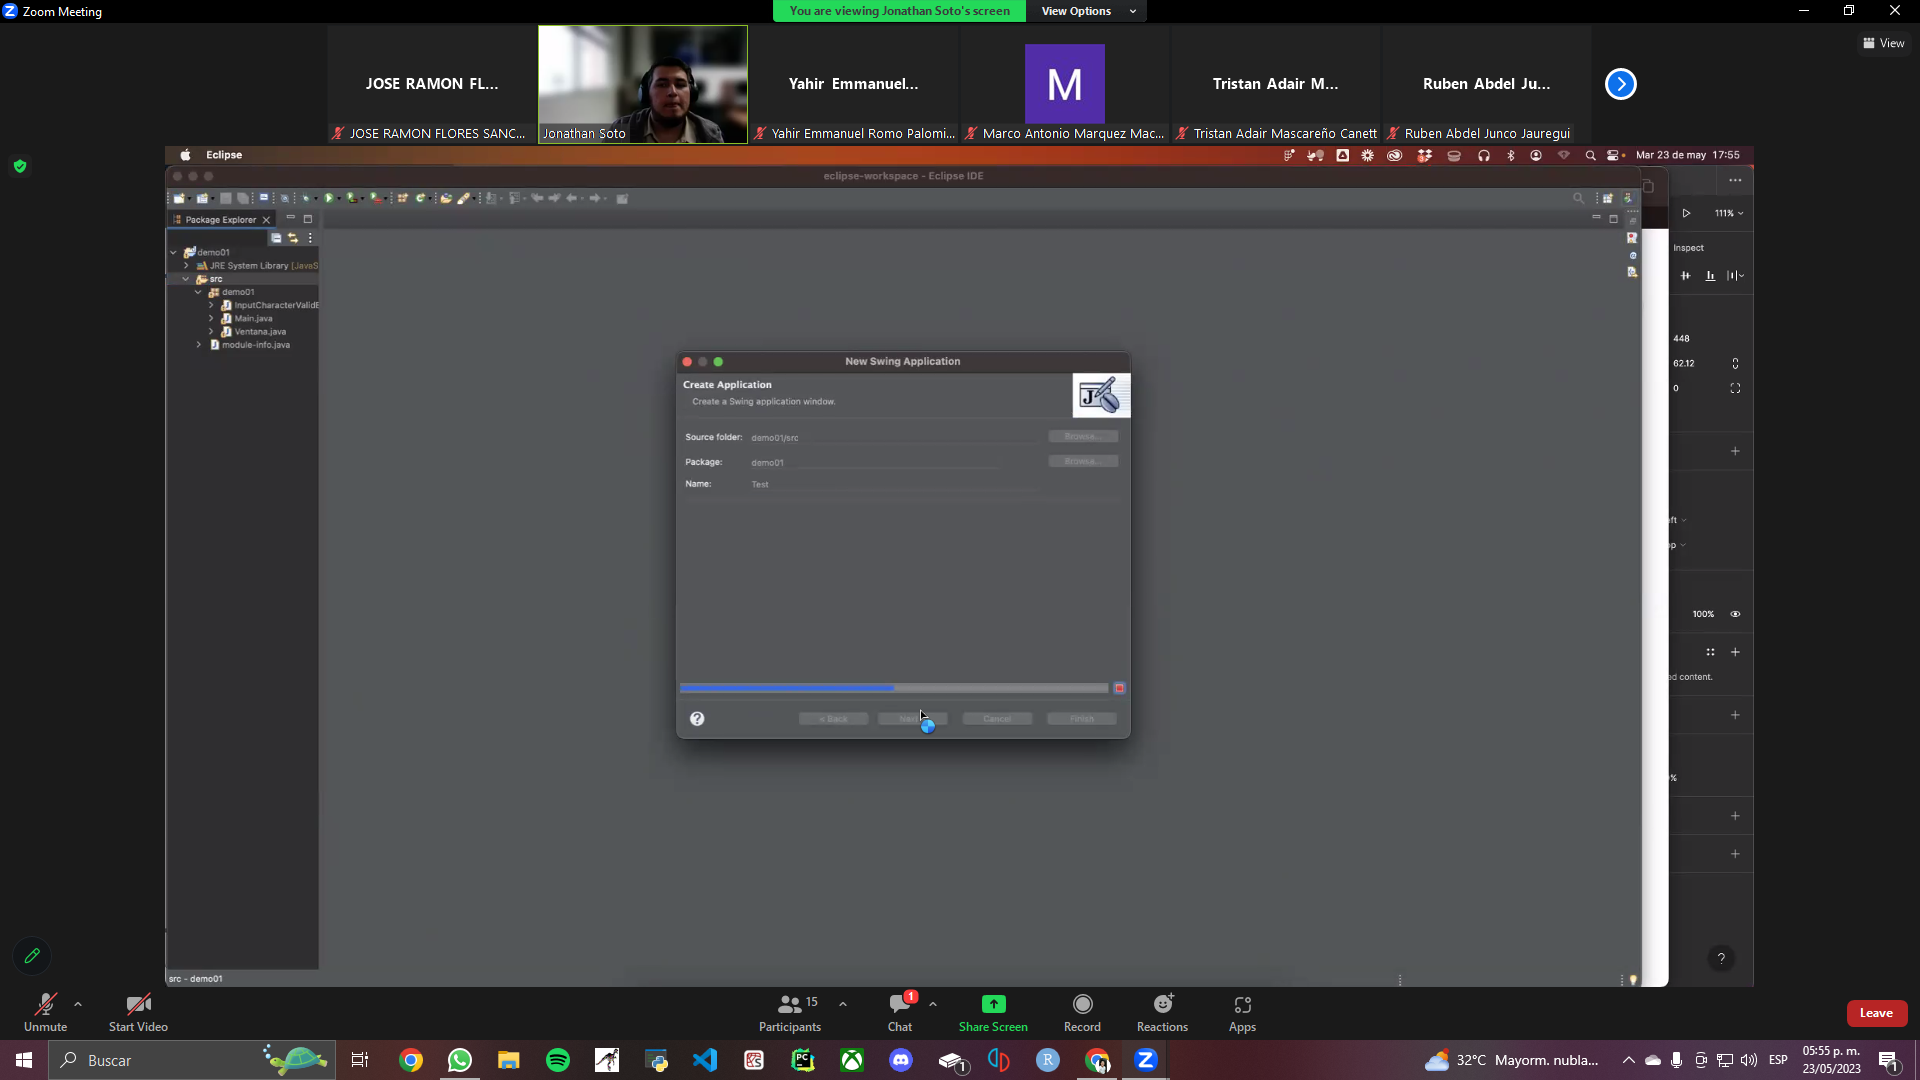 Zoom Meeting
You are viewing Jonathan Soto's screen
View Options
View
JOSE RAMON FL...
Yahir Emmanuel...
M
Tristan Adair M...
Ruben Abdel Ju...
JOSE RAMON FLORES SANC...
Jonathan Soto
Yahir Emmanuel Romo Palomi...
Marco Antonio Marquez Mac...
Tristan Adair Mascareño Canett
Ruben Abdel Junco Jauregui
Eclipse
Mar 23 de may 17:55
eclipse-workspace - Eclipse IDE
Package Explorer
111%
demo01
Inspect
JRE System Library [JavaS
src
demo01
InputCharacterValidE
Main.java
Ventana.java
module-info.java
448
62.12
0
New Swing Application
Create Application
Create a Swing application window.
Source folder:
demo01/src
Browse...
Package:
demo01
Browse...
Name:
Test
ft
p
100%
ed content.
%
< Back
Cancel
Finish
src - demo01
?
Unmute
Start Video
15
Participants
1
Chat
Share Screen
Record
Reactions
Apps
Leave
Buscar
32°C Mayorm. nubla...
ESP
05:55 p. m.
23/05/2023